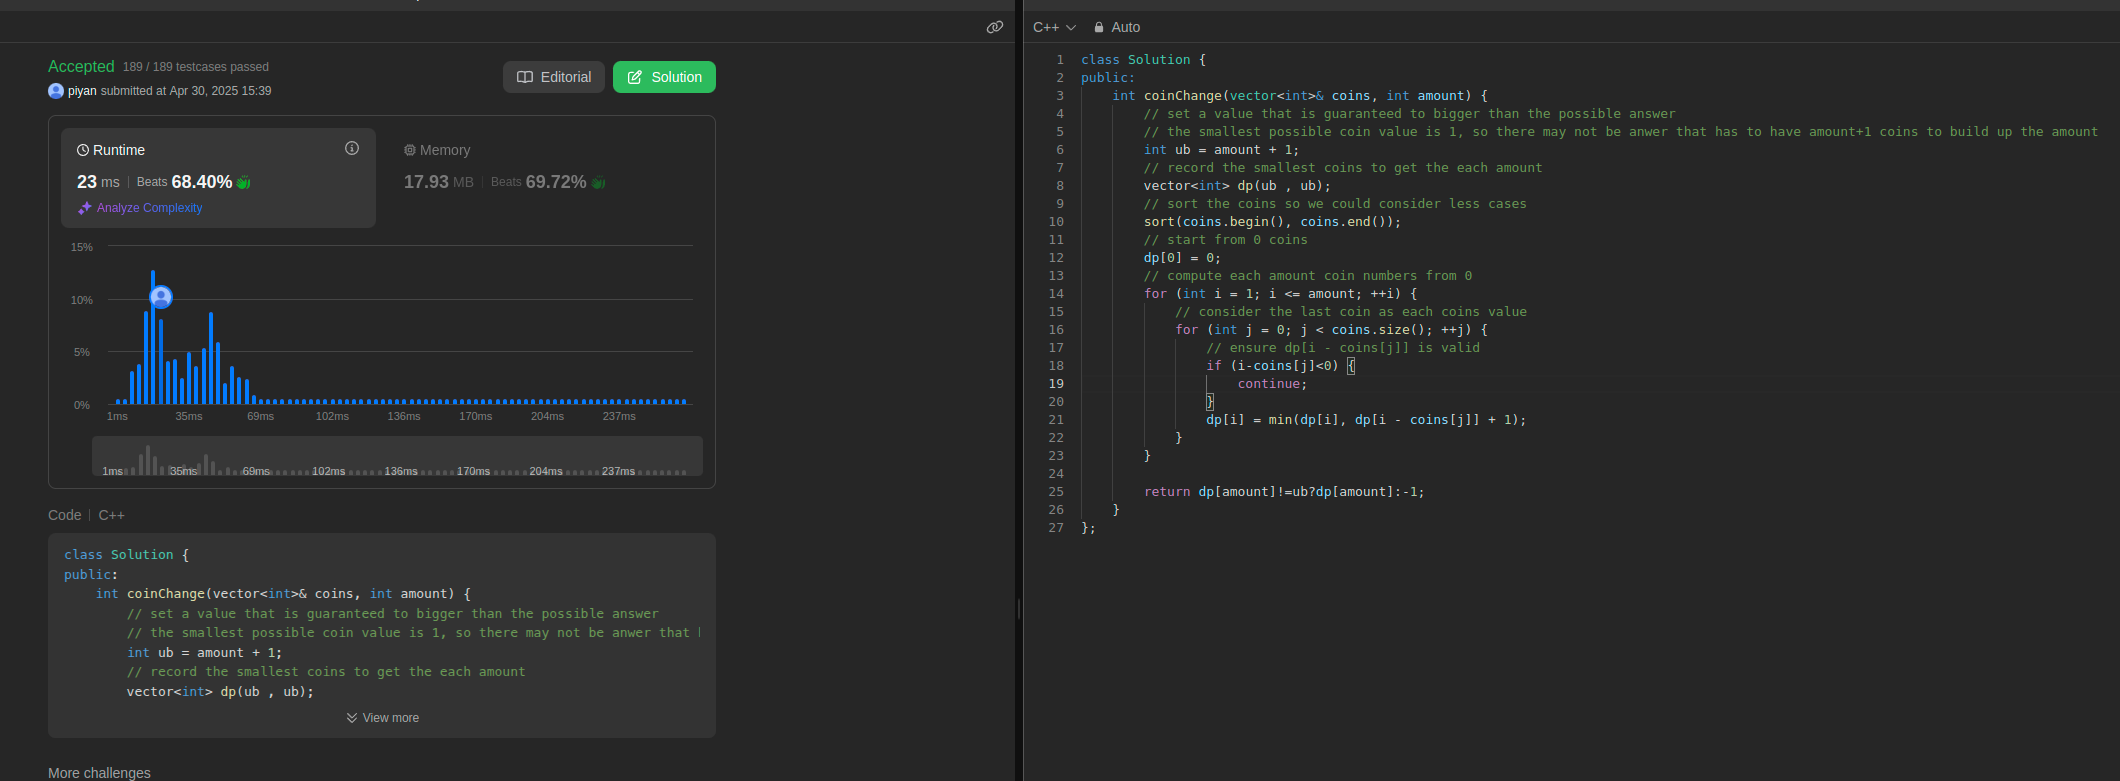 Accepted 189 / 189 testcases passed
piyan submitted at Apr 30, 2025 15:39
Editorial
Solution
Runtime
23 ms | Beats 68.40%
Analyze Complexity
Memory
17.93 MB | Beats 69.72%
15%
10%
5%
0%
1ms 35ms 69ms 102ms 136ms 170ms 204ms 237ms
1ms 35ms 69ms 102ms 136ms 170ms 204ms 237ms
Code | C++
class Solution {
public:
    int coinChange(vector<int>& coins, int amount) {
        // set a value that is guaranteed to bigger than the possible answer
        // the smallest possible coin value is 1, so there may not be anwer that
        int ub = amount + 1;
        // record the smallest coins to get the each amount
        vector<int> dp(ub , ub);
View more
More challenges
C++ Auto
1 class Solution {
2 public:
3     int coinChange(vector<int>& coins, int amount) {
4         // set a value that is guaranteed to bigger than the possible answer
5         // the smallest possible coin value is 1, so there may not be anwer that has to have amount+1 coins to build up the amount
6         int ub = amount + 1;
7         // record the smallest coins to get the each amount
8         vector<int> dp(ub , ub);
9         // sort the coins so we could consider less cases
10         sort(coins.begin(), coins.end());
11         // start from 0 coins
12         dp[0] = 0;
13         // compute each amount coin numbers from 0
14         for (int i = 1; i <= amount; ++i) {
15             // consider the last coin as each coins value
16             for (int j = 0; j < coins.size(); ++j) {
17                 // ensure dp[i - coins[j]] is valid
18                 if (i-coins[j]<0) {
19                     continue;
20                 }
21                 dp[i] = min(dp[i], dp[i - coins[j]] + 1);
22             }
23         }
24
25         return dp[amount]!=ub?dp[amount]:-1;
26     }
27 };